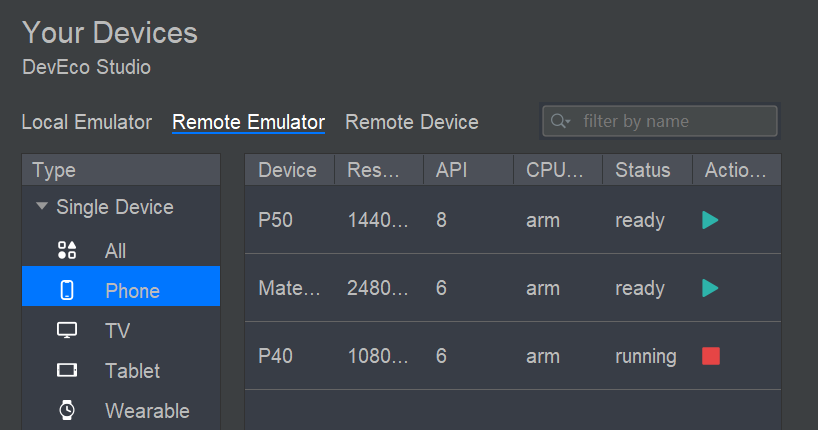 Your Devices
DevEco Studio
Local Emulator Remote Emulator Remote Device filter by name
Type Device Res... API CPU... Status Actio...
Single Device
P50 1440... 8 arm ready
All
Phone Mate... 2480... 6 arm ready
TV
P40 1080... 6 arm running
Tablet
Wearable